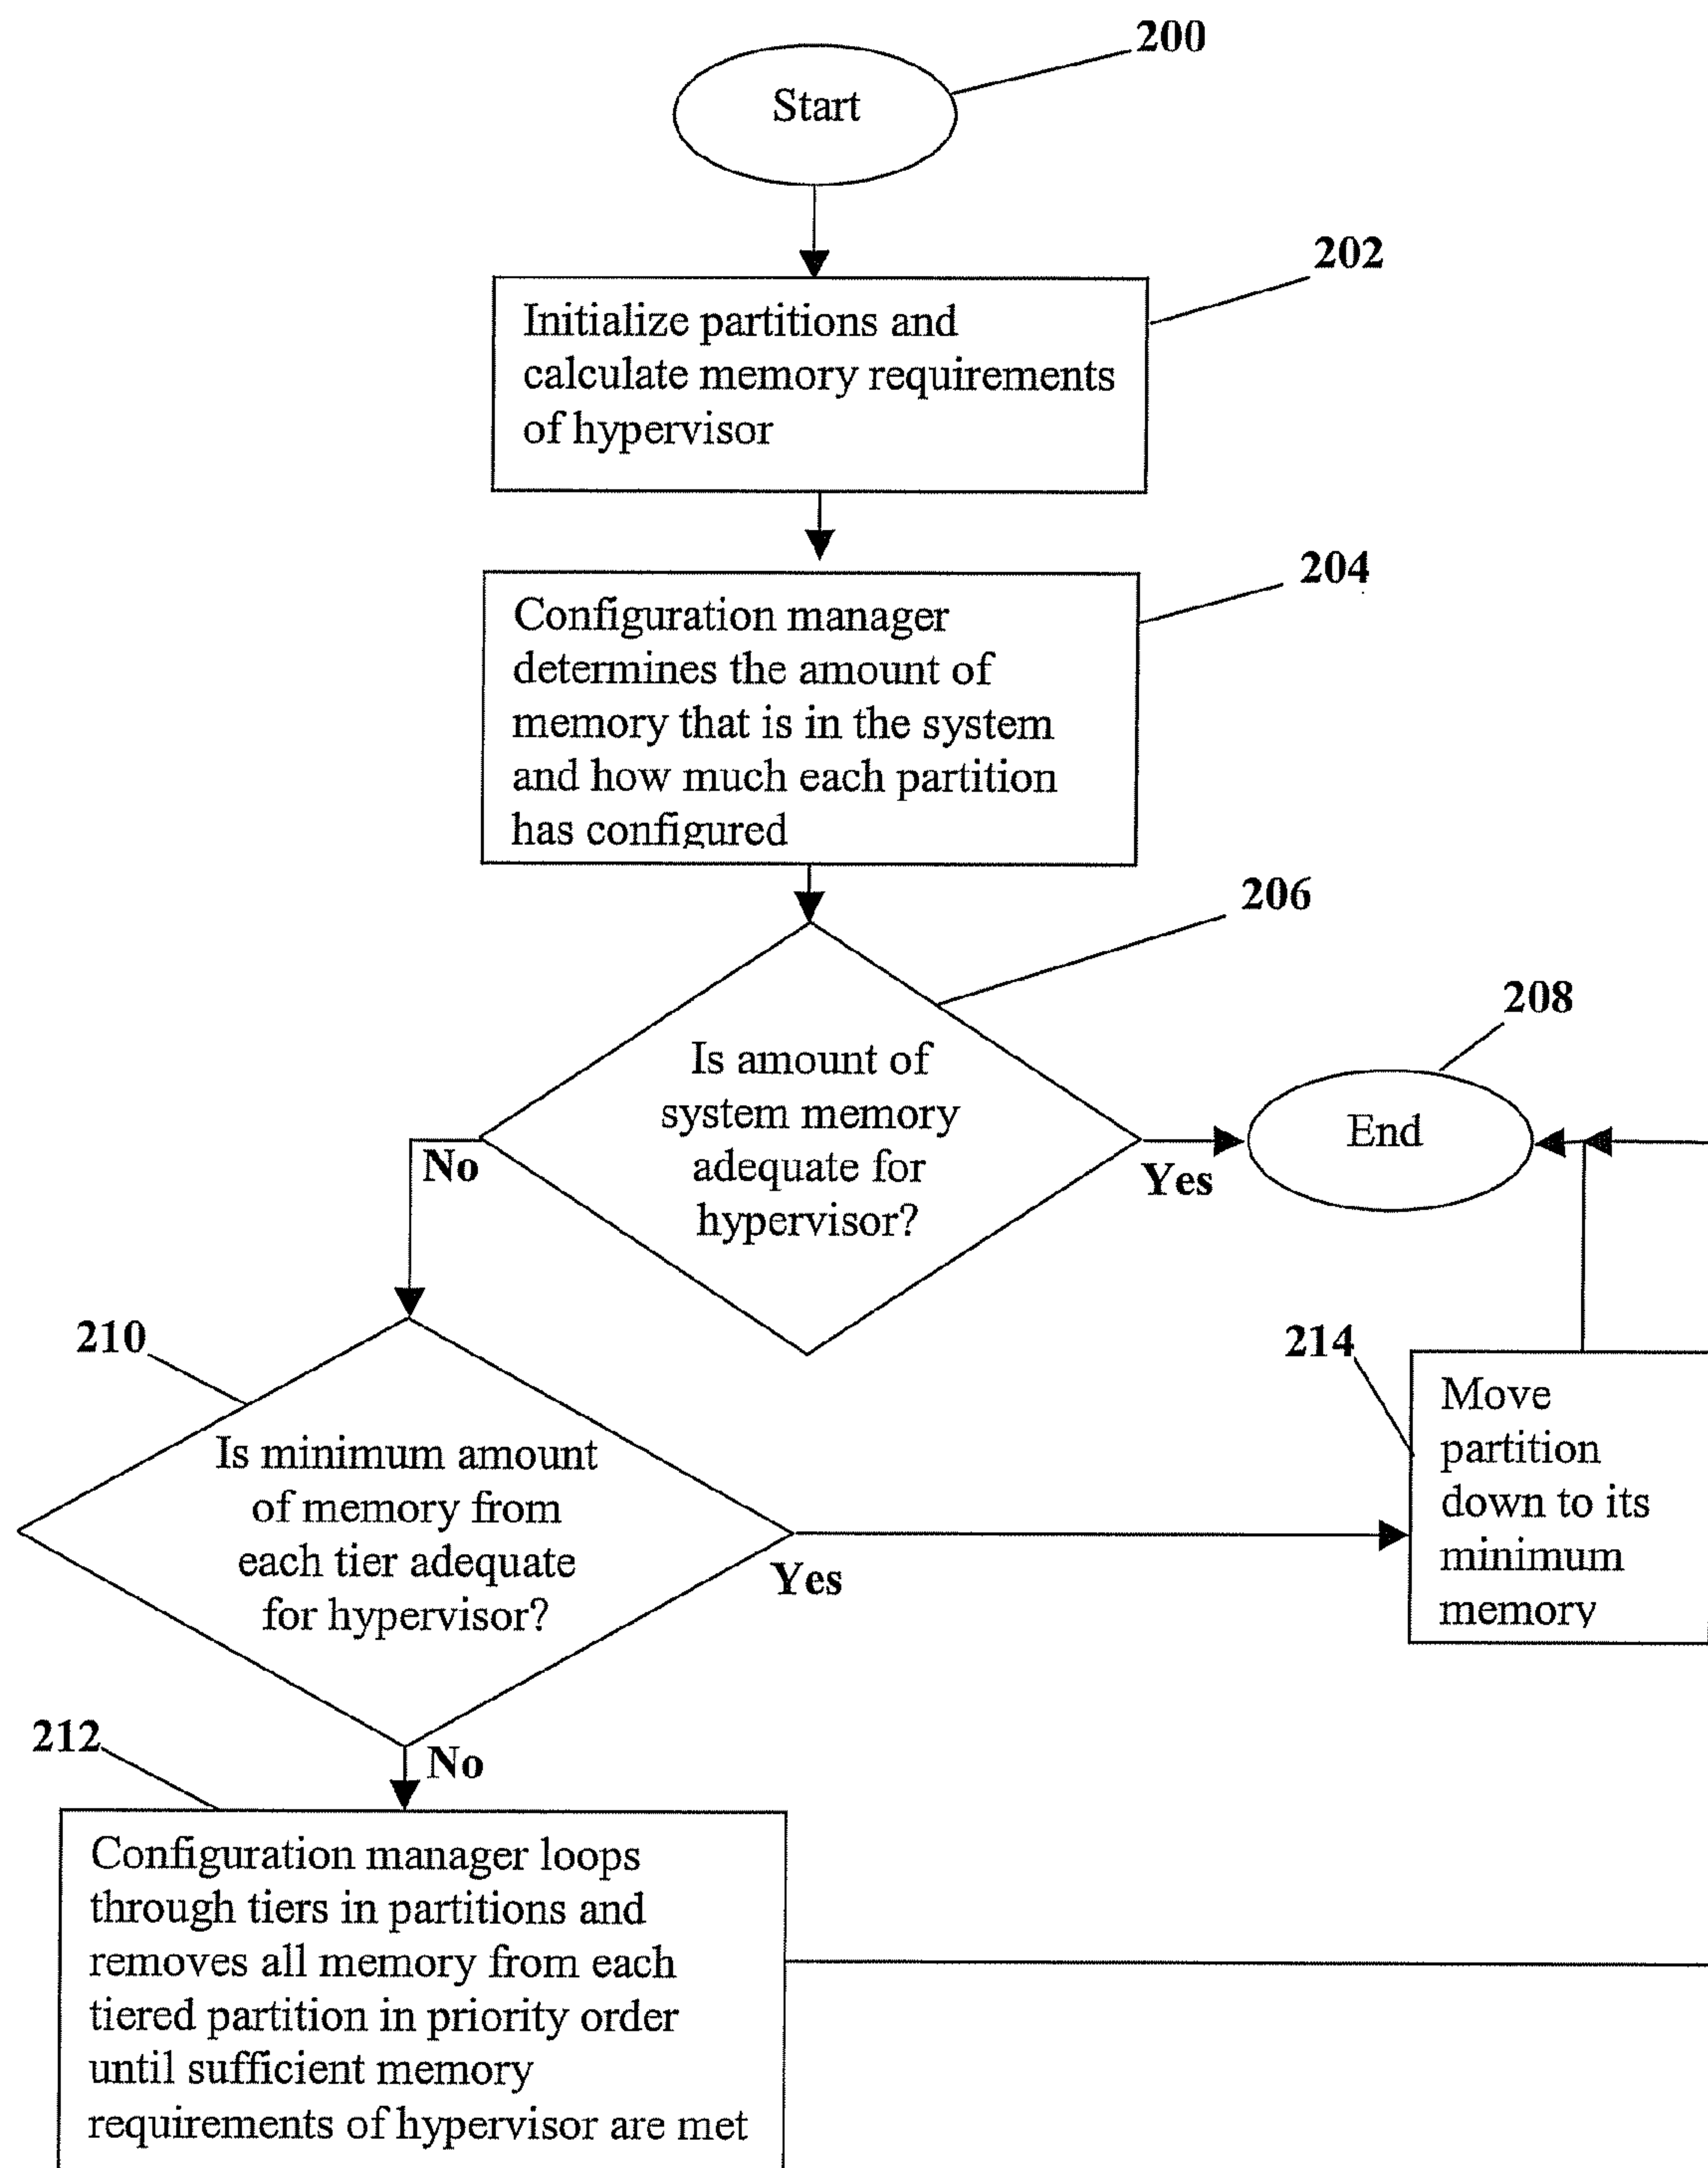 200
Start
202
Initialize partitions and
calculate memory requirements
of hypervisor
204
Configuration manager
determines the amount of
memory that is in the system
and how much each partition
has configured
206
208
Is amount of
system memory
adequate for
hypervisor?
End
No
Yes
210
214
Is minimum amount
of memory from
each tier adequate
for hypervisor?
Yes
Move
partition
down to its
minimum
memory
212
No
Configuration manager loops
through tiers in partitions and
removes all memory from each
tiered partition in priority order
until sufficient memory
requirements of hypervisor are met